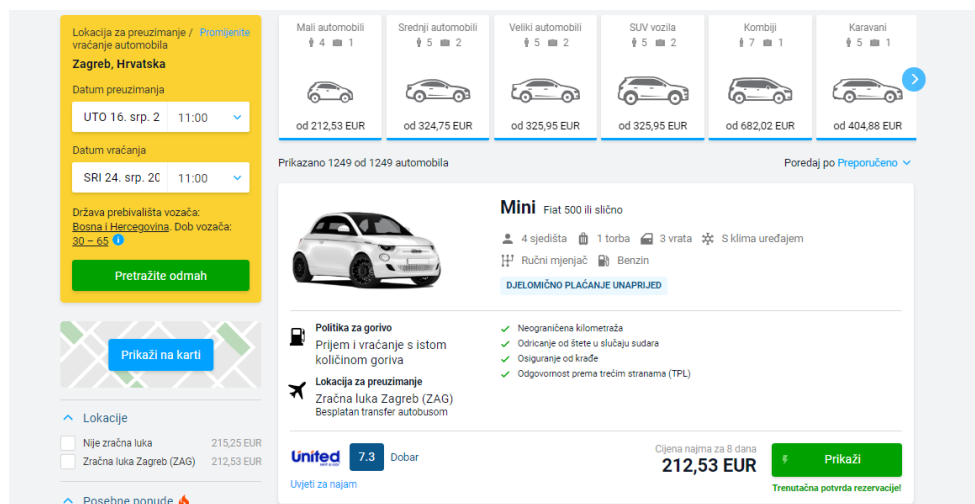 Lokacija za preuzimanje / Promijenite
vraćanje automobila
Zagreb, Hrvatska
Datum preuzimanja
UTO 16. srp. 2 11:00
Datum vraćanja
SRI 24. srp. 20 11:00
Država prebivališta vozača:
Bosna i Hercegovina. Dob vozača:
30 – 65
Pretražite odmah
Prikaži na karti
Lokacije
Nije zračna luka 215,25 EUR
Zračna luka Zagreb (ZAG) 212,53 EUR
Posebne ponude
Mali automobili
4 1
od 212,53 EUR
Srednji automobili
5 2
od 324,75 EUR
Veliki automobili
5 2
od 325,95 EUR
SUV vozila
5 2
od 325,95 EUR
Kombiji
7 1
od 682,02 EUR
Karavani
5 1
od 404,88 EUR
Prikazano 1249 od 1249 automobila
Poredaj po Preporučeno
Mini Fiat 500 ili slično
4 sjedišta 1 torba 3 vrata S klima uređajem
Ručni mjenjač Benzin
DJELOMIČNO PLAĆANJE UNAPRIJED
Politika za gorivo
Prijem i vraćanje s istom
količinom goriva
Lokacija za preuzimanje
Zračna luka Zagreb (ZAG)
Besplatan transfer autobusom
Neograničena kilometraža
Odricanje od štete u slučaju sudara
Osiguranje od krađe
Odgovornost prema trećim stranama (TPL)
United 7.3 Dobar
Uvjeti za najam
Cijena najma za 8 dana
212,53 EUR
Prikaži
Trenutačna potvrda rezervacije!